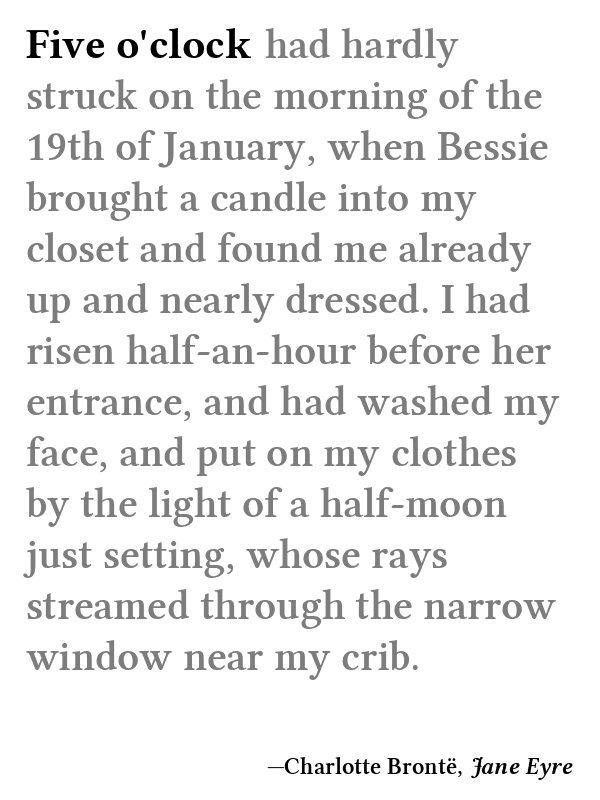 Five o'clock had hardly
struck on the morning of the
19th of January, when Bessie
brought a candle into my
closet and found me already
up and nearly dressed. I had
risen half-an-hour before her
entrance, and had washed my
face, and put on my clothes
by the light of a half-moon
just setting, whose rays
streamed through the narrow
window near my crib.
—Charlotte Brontë, Jane Eyre